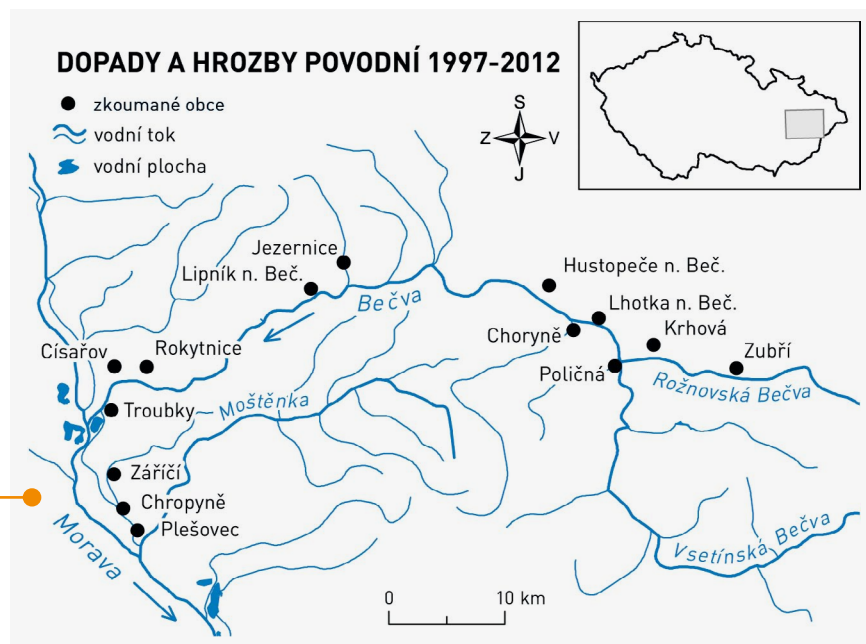 DOPADY A HROZBY POVODNÍ 1997-2012
zkoumané obce
vodní tok
vodní plocha
S
Z
V
J
Jezernice
Lipník n. Beč.
Hustopeče n. Beč.
Bečva
Lhotka n. Beč.
Choryně
Krhová
Císařov
Rokytnice
Poličná
Zubří
Rožnovská Bečva
Troubky
Moštěnka
Záříčí
Chropyně
Plešovec
Morava
Vsetínská Bečva
0 10 km